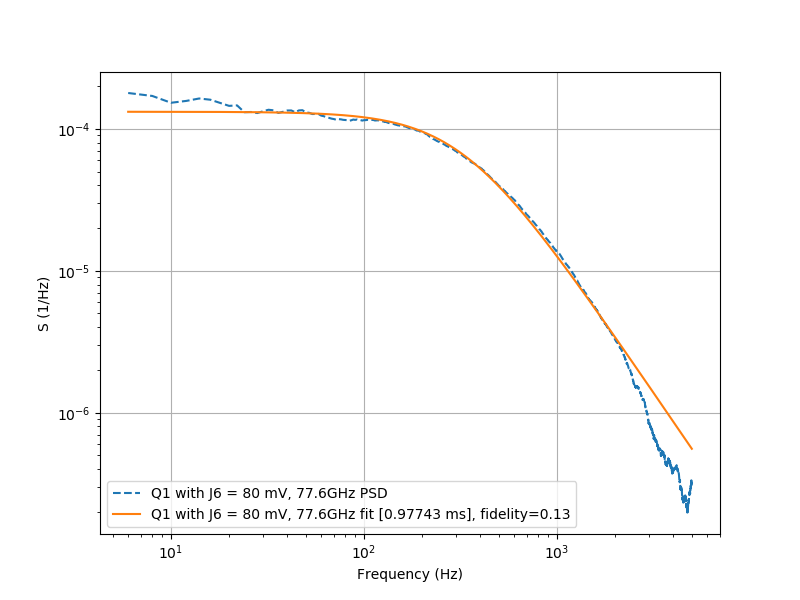 10⁻⁴
10⁻⁵
10⁻⁶
S (1/Hz)
Q1 with J6 = 80 mV, 77.6GHz PSD
Q1 with J6 = 80 mV, 77.6GHz fit [0.97743 ms], fidelity=0.13
10¹ 10² 10³
Frequency (Hz)